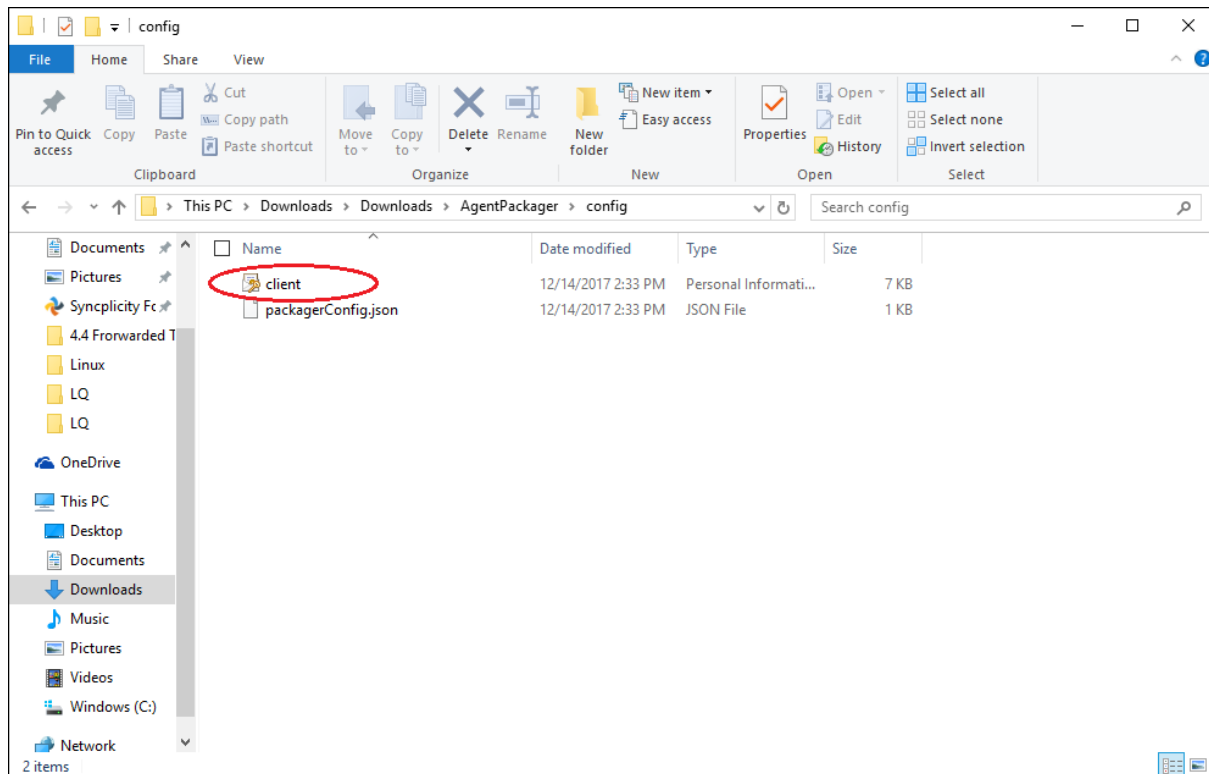 config
File Home Share View
Pin to Quick access
Copy
Paste
Cut
Copy path
Paste shortcut
Clipboard
Move to
Copy to
Delete
Rename
Organize
New folder
New item
Easy access
New
Properties
Open
Edit
History
Open
Select all
Select none
Invert selection
Select
This PC > Downloads > Downloads > AgentPackager > config
Search config
Documents
Pictures
Syncplicity Fc
4.4 Frorwarded T
Linux
LQ
LQ
OneDrive
This PC
Desktop
Documents
Downloads
Music
Pictures
Videos
Windows (C:)
Network
Name Date modified Type Size
client 12/14/2017 2:33 PM Personal Informati... 7 KB
packagerConfig.json 12/14/2017 2:33 PM JSON File 1 KB
2 items